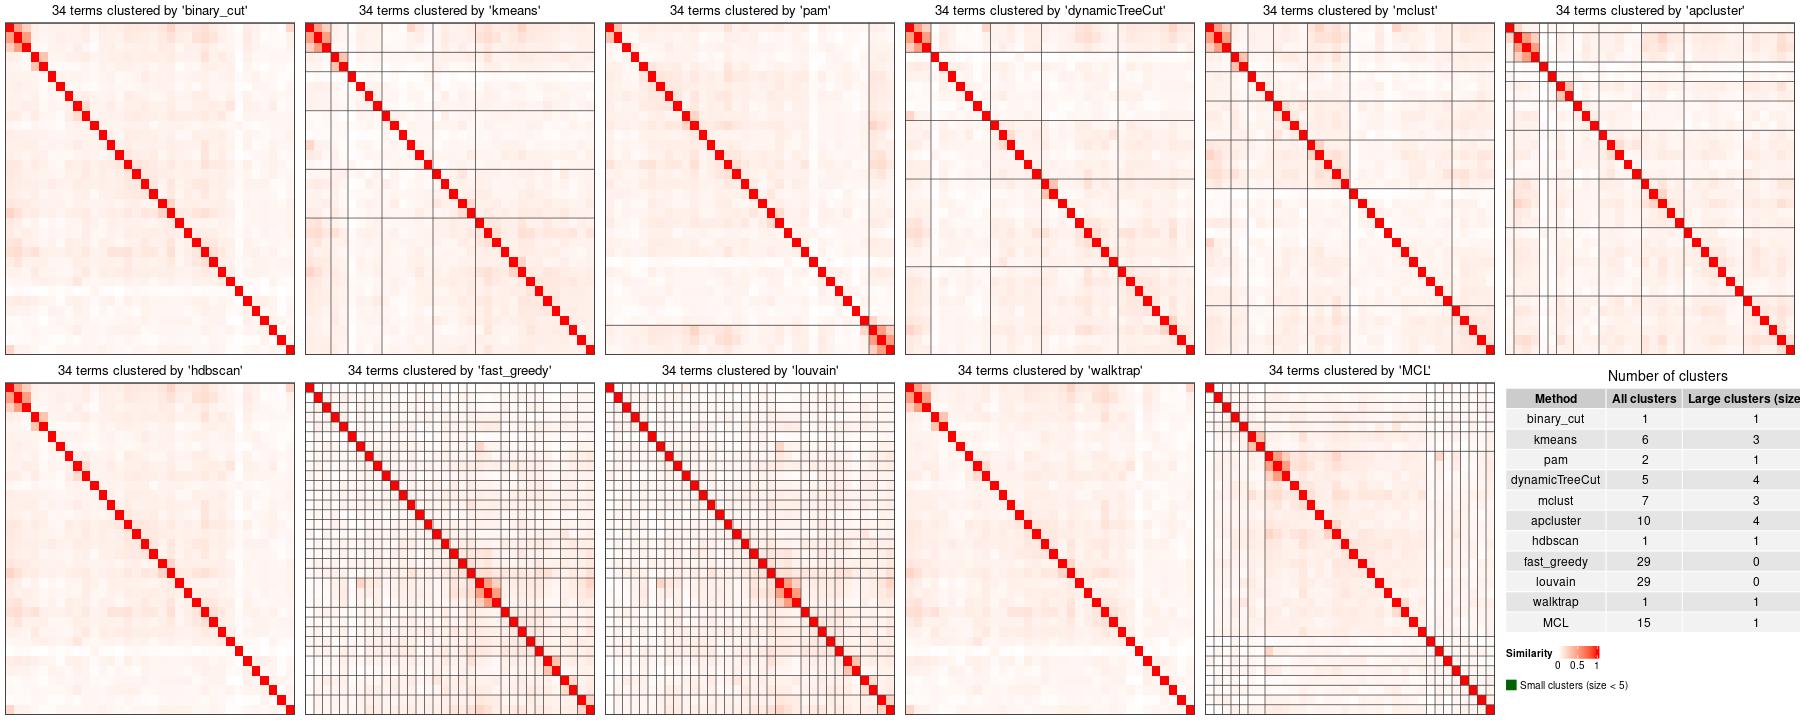 34 terms clustered by 'binary_cut'
34 terms clustered by 'kmeans'
34 terms clustered by 'pam'
34 terms clustered by 'dynamicTreeCut'
34 terms clustered by 'mclust'
34 terms clustered by 'apcluster'
34 terms clustered by 'hdbscan'
34 terms clustered by 'fast_greedy'
34 terms clustered by 'louvain'
34 terms clustered by 'walktrap'
34 terms clustered by 'MCL'
Number of clusters
Method All clusters Large clusters (size
binary_cut 1 1
kmeans 6 3
pam 2 1
dynamicTreeCut 5 4
mclust 7 3
apcluster 10 4
hdbscan 1 1
fast_greedy 29 0
louvain 29 0
walktrap 1 1
MCL 15 1
Similarity
0 0.5 1
Small clusters (size < 5)